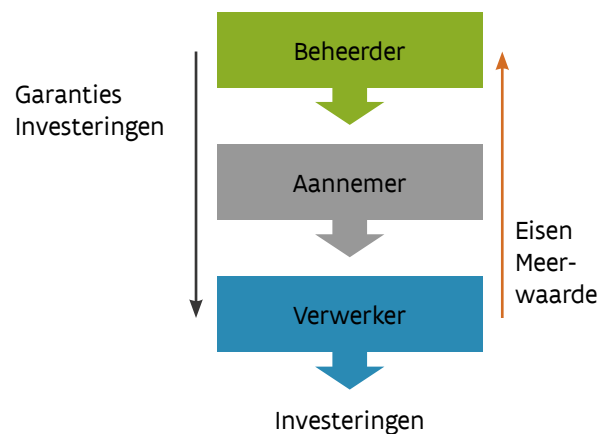 Beheerder
Garanties
Investeringen
Aannemer
Eisen
Meer-
waarde
Verwerker
Investeringen